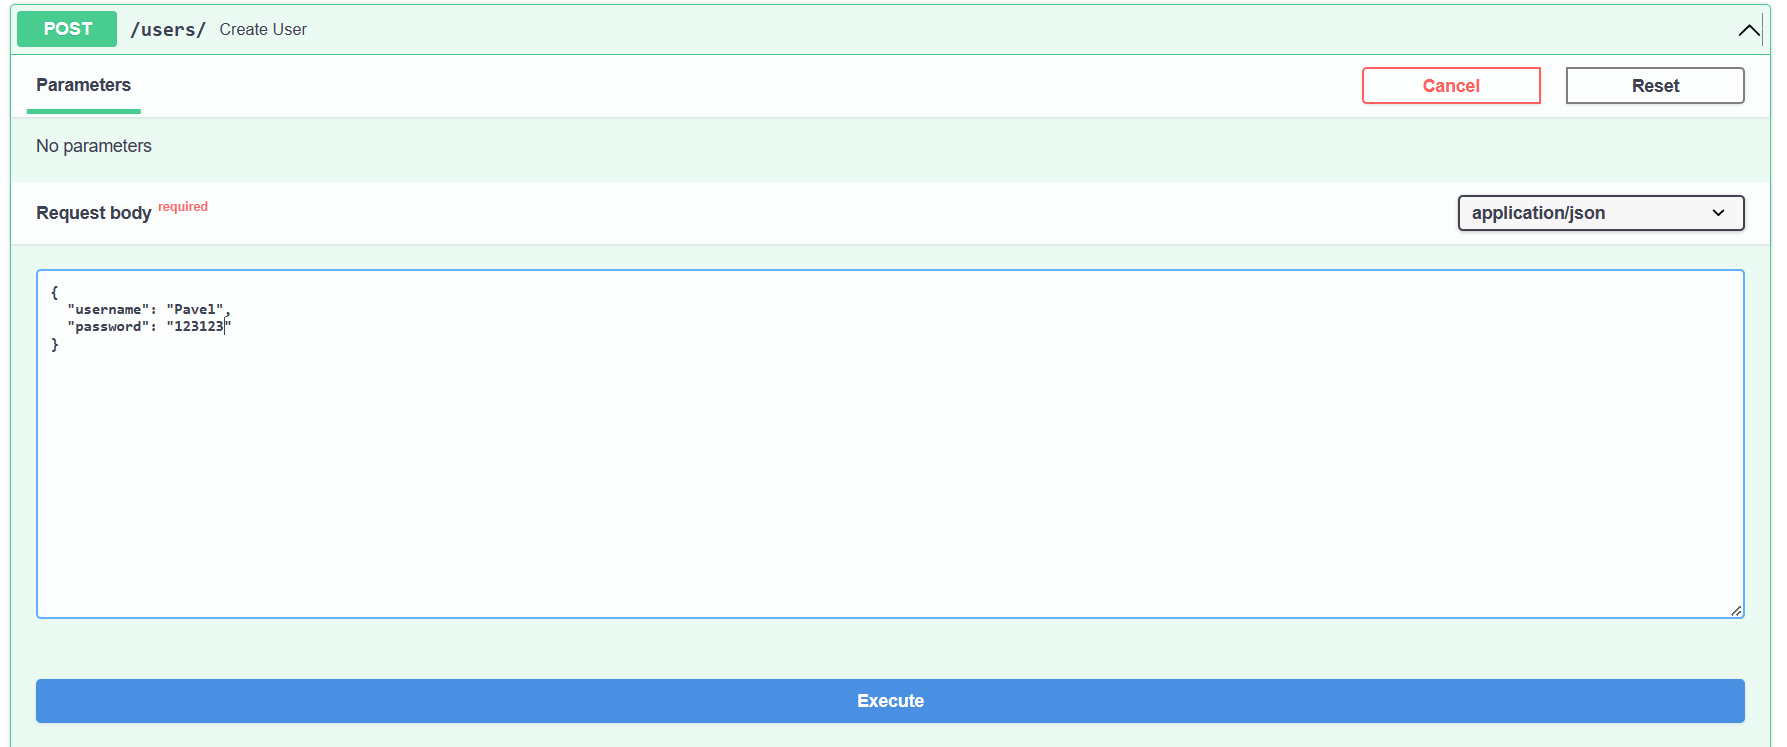 POST /users/ Create User
Parameters
Cancel
Reset
No parameters
Request body required
application/json
{
  "username": "Pavel",
  "password": "123123"
}
Execute